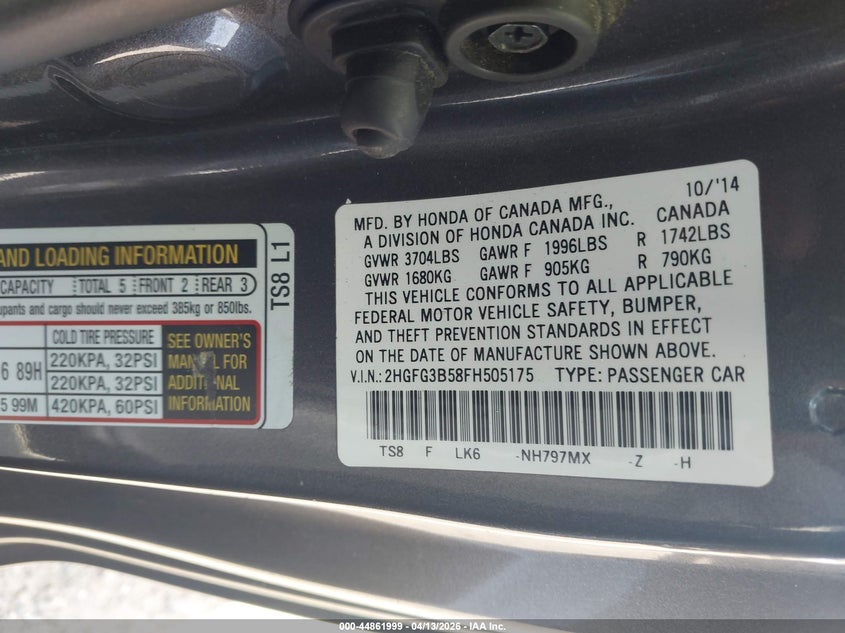 AND LOADING INFORMATION
CAPACITY TOTAL 5 FRONT 2 REAR 3
upants and cargo should never exceed 385kg or 850lbs.
COLD TIRE PRESSURE
6 89H 220KPA, 32PSI
220KPA, 32PSI
5 99M 420KPA, 60PSI
SEE OWNER'S
MANUAL FOR
ADDITIONAL
INFORMATION
TS8 L1
10/'14
MFD. BY HONDA OF CANADA MFG.,
A DIVISION OF HONDA CANADA INC. CANADA
GVWR 3704LBS GAWR F 1996LBS R 1742LBS
GVWR 1680KG GAWR F 905KG R 790KG
THIS VEHICLE CONFORMS TO ALL APPLICABLE
FEDERAL MOTOR VEHICLE SAFETY, BUMPER,
AND THEFT PREVENTION STANDARDS IN EFFECT
ON THE DATE OF MANUFACTURE SHOWN ABOVE.
V.I.N.: 2HGFG3B58FH505175 TYPE: PASSENGER CAR
TS8 F LK6 -NH797MX -Z -H
000-44861999 04/13/2026 - IAAI.COM